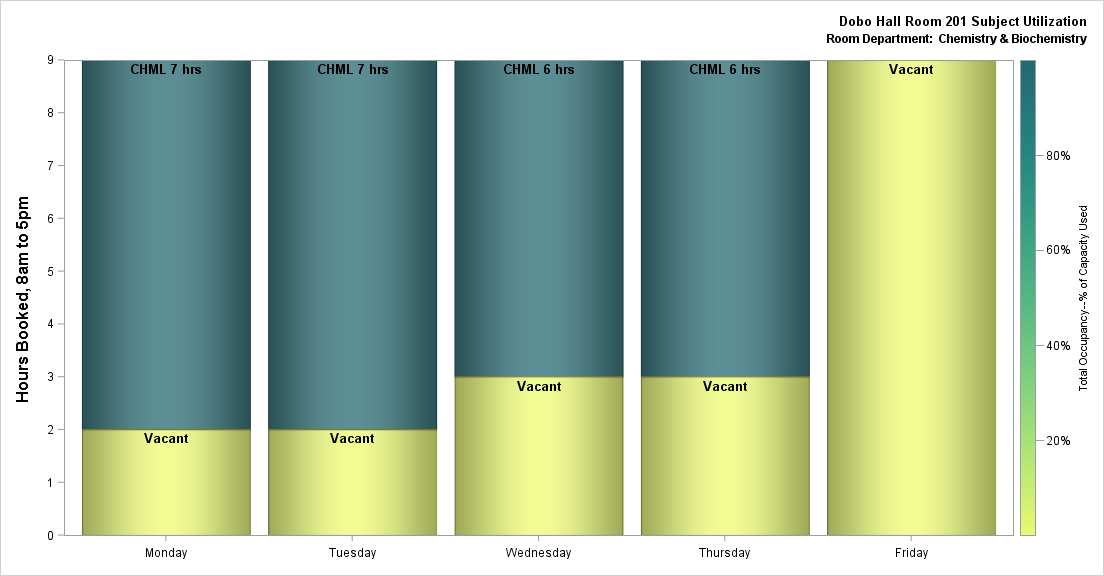 Dobo Hall Room 201 Subject Utilization
Room Department: Chemistry & Biochemistry
Hours Booked, 8am to 5pm
9
8
7
6
5
4
3
2
1
0
CHML 7 hrs
CHML 7 hrs
CHML 6 hrs
CHML 6 hrs
Vacant
Vacant
Vacant
Vacant
Vacant
Monday
Tuesday
Wednesday
Thursday
Friday
80%
60%
40%
20%
Total Occupancy--% of Capacity Used